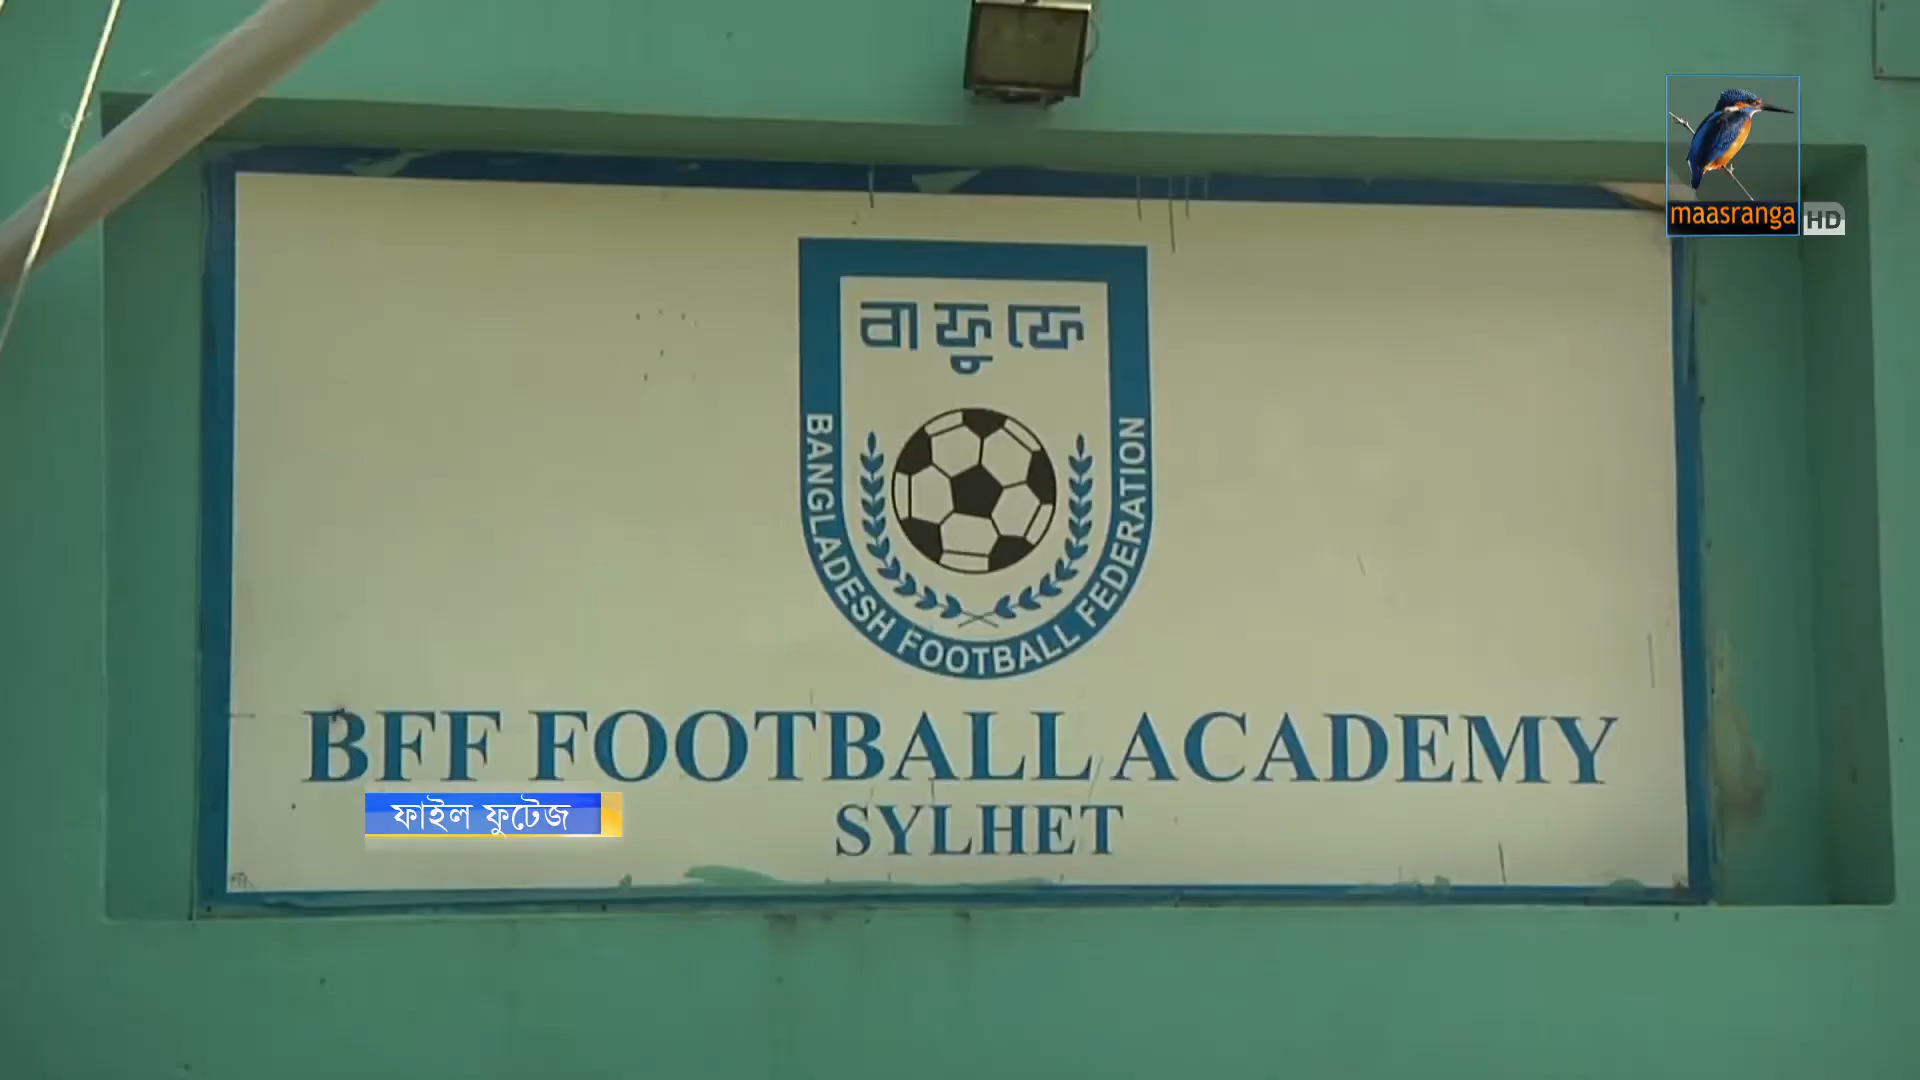 maasranga HD
বাফুফে
BANGLADESH FOOTBALL FEDERATION
BFF FOOTBALL ACADEMY
ফাইল ফুটেজ
SYLHET